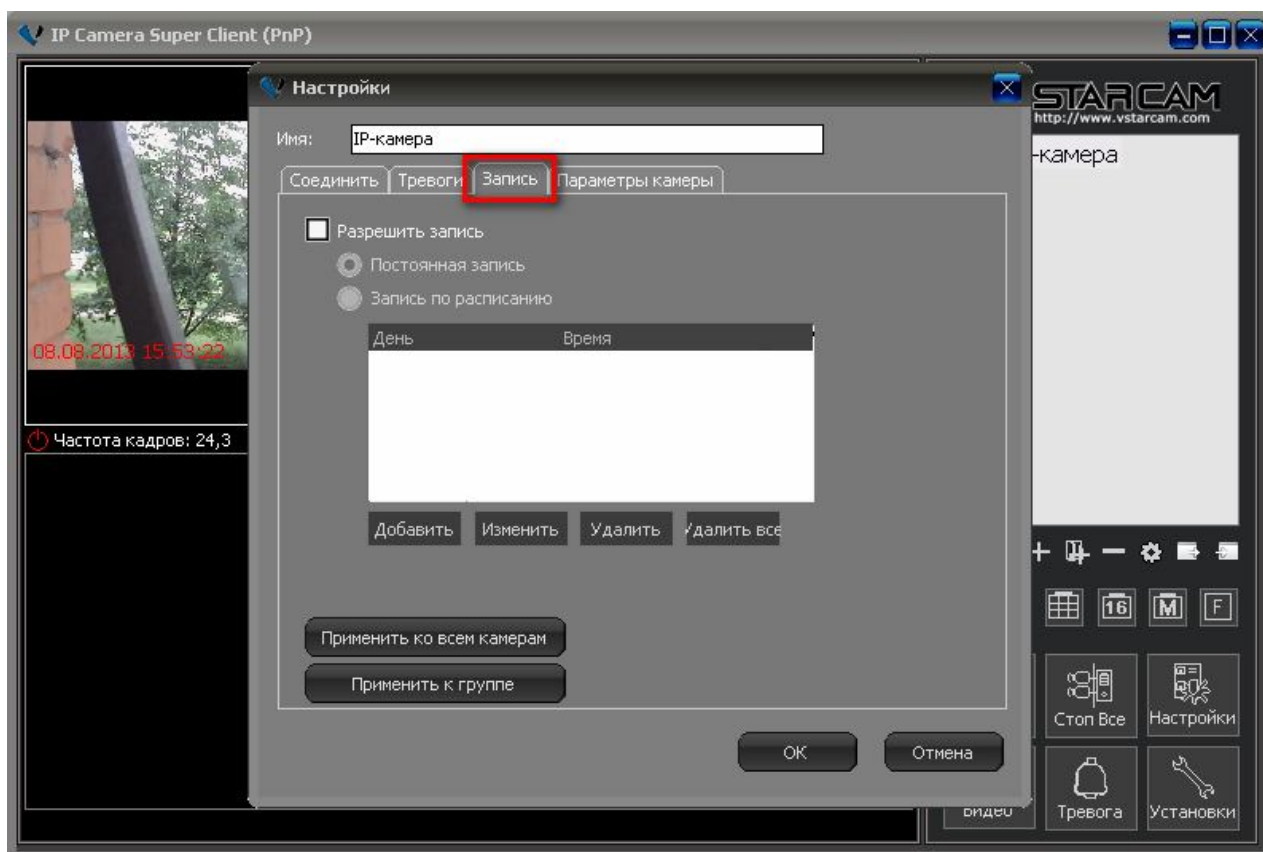 IP Camera Super Client (PnP)
Настройки
STARCAM
http://www.vstarcam.com
Имя: IP-камера
-камера
Соединить Тревоги Запись Параметры камеры
Разрешить запись
Постоянная запись
Запись по расписанию
08.08.2013 15:53:22
День Время
Частота кадров: 24,3
Добавить Изменить Удалить Удалить все
16 M F
Применить ко всем камерам
Применить к группе
Стоп Все Настройки
OK Отмена
Видео Тревога Установки